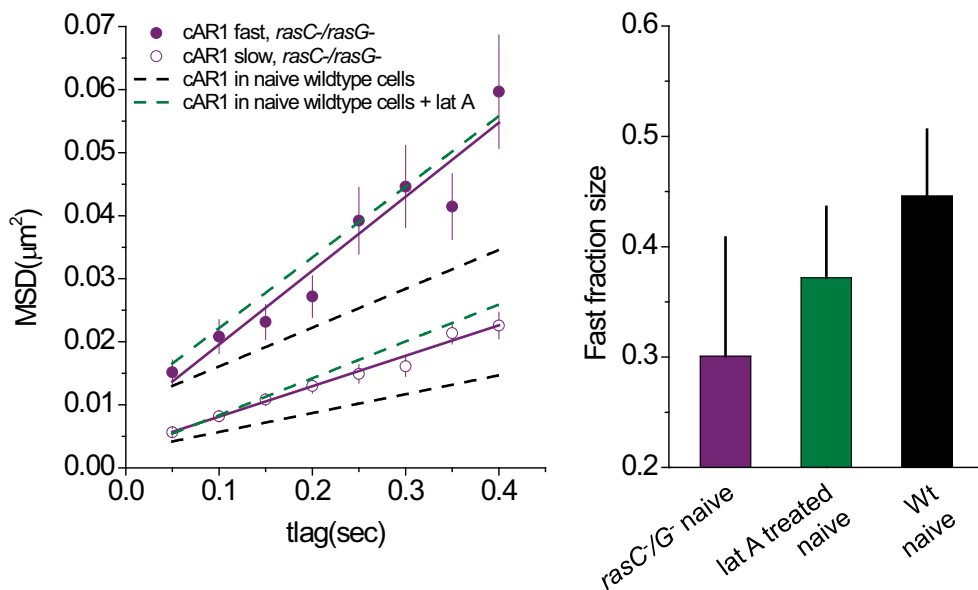 0.07
0.06
0.05
0.04
0.03
0.02
0.01
0.00
MSD(μm²)
cAR1 fast, rasC-/rasG-
cAR1 slow, rasC-/rasG-
cAR1 in naive wildtype cells
cAR1 in naive wildtype cells + lat A
0.0 0.1 0.2 0.3 0.4
tlag(sec)
0.6
0.5
0.4
0.3
0.2
Fast fraction size
rasC⁻/G⁻ naive
lat A treated
naive
Wt
naive